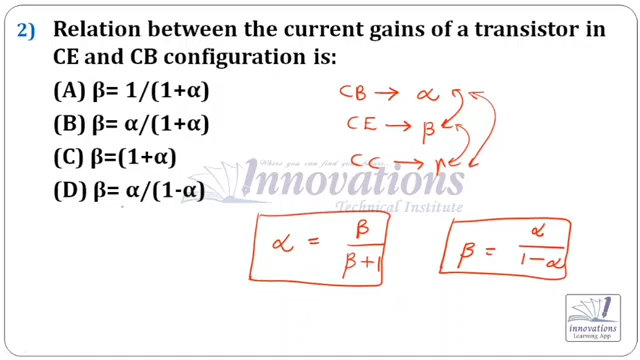 2) Relation between the current gains of a transistor in
CE and CB configuration is:
(A) β= 1/(1+α)
(B) β= α/(1+α)
(C) β=(1+α)
(D) β= α/(1-α)
CB → α
CE → β
CC → γ
Where you can find your
Innovations
Technical Institute
α = β / β+1
β = α / 1-α
innovations
Learning App